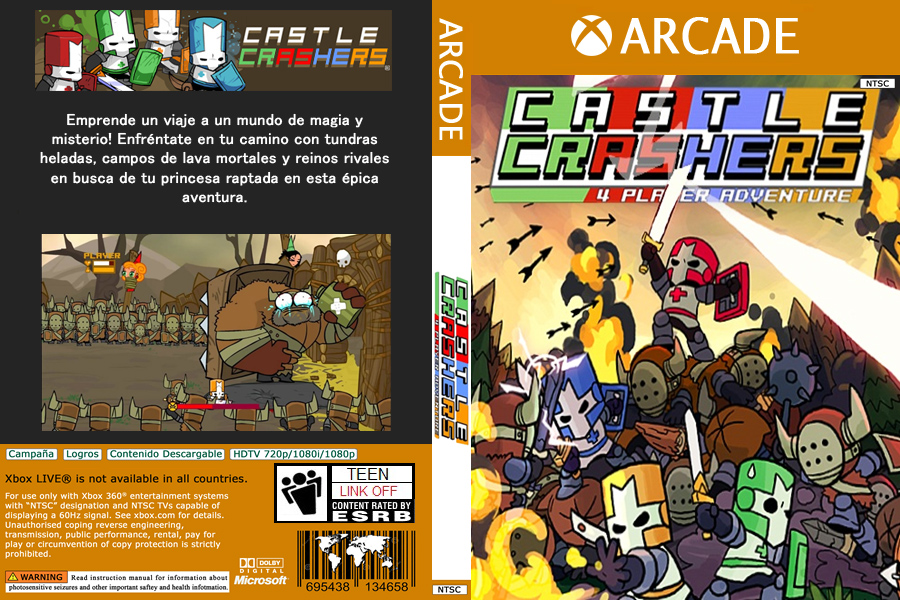 CASTLE
CRASHERS
Emprende un viaje a un mundo de magia y
misterio! Enfréntate en tu camino con tundras
heladas, campos de lava mortales y reinos rivales
en busca de tu princesa raptada en esta épica
aventura.
PLAYER
Campaña Logros Contenido Descargable HDTV 720p/1080i/1080p
Xbox LIVE® is not available in all countries.
For use only with Xbox 360® entertainment systems
with "NTSC" designation and NTSC TVs capable of
displaying a 60Hz signal. See xbox.com for details.
Unauthorised coping reverse engineering,
transmission, public performance, rental, pay for
play or circumvention of copy protection is strictly
prohibited.
WARNING Read instruction manual for information about
photosensitive seizures and other important saftey and health infotmation.
TEEN
LINK OFF
CONTENT RATED BY
ESRB
DOLBY
DIGITAL
Microsoft®
695438 134658
ARCADE
CASTLE
CRASHERS
4 PLAYER ADVENTURE
NTSC
ARCADE
NTSC
CASTLE
CRASHERS
4 PLAYER ADVENTURE